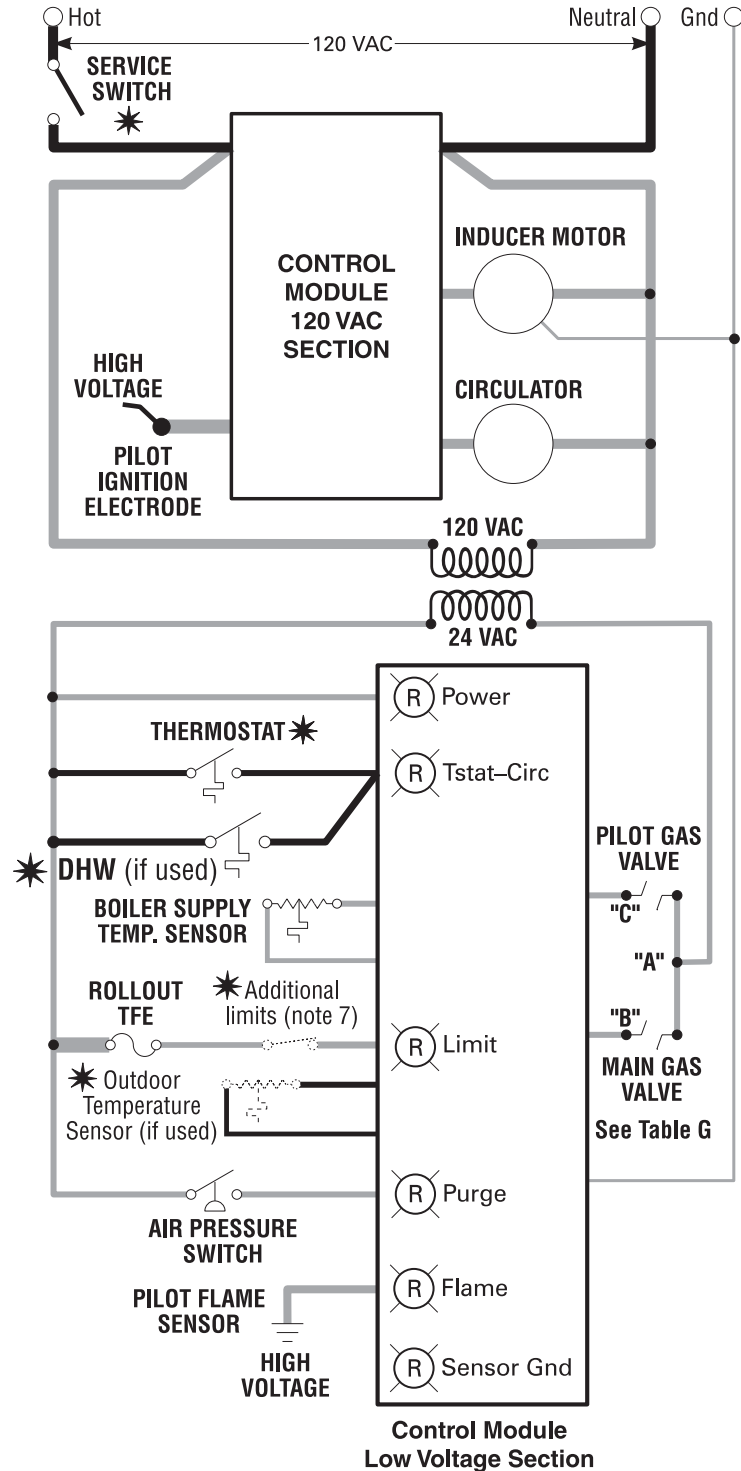 Hot
Neutral
Gnd
120 VAC
SERVICE
SWITCH
CONTROL
MODULE
120 VAC
SECTION
INDUCER MOTOR
HIGH
VOLTAGE
PILOT
IGNITION
ELECTRODE
CIRCULATOR
120 VAC
24 VAC
R Power
THERMOSTAT
R Tstat–Circ
DHW (if used)
BOILER SUPPLY
TEMP. SENSOR
PILOT GAS
VALVE
"C"
"A"
"B"
MAIN GAS
VALVE
See Table G
ROLLOUT
TFE
Additional
limits (note 7)
R Limit
Outdoor
Temperature
Sensor (if used)
R Purge
AIR PRESSURE
SWITCH
R Flame
PILOT FLAME
SENSOR
HIGH
VOLTAGE
R Sensor Gnd
Control Module
Low Voltage Section